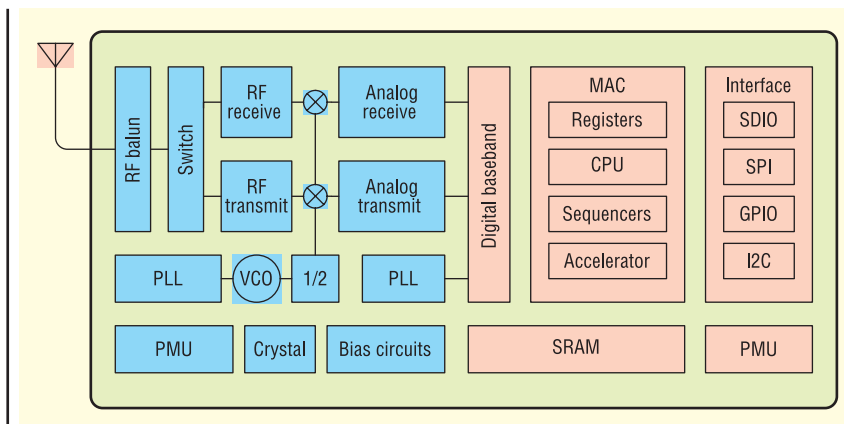 RF balun
Switch
RF
receive
Analog
receive
RF
transmit
Analog
transmit
PLL
VCO
1/2
PLL
Digital baseband
MAC
Registers
CPU
Sequencers
Accelerator
Interface
SDIO
SPI
GPIO
I2C
PMU
Crystal
Bias circuits
SRAM
PMU